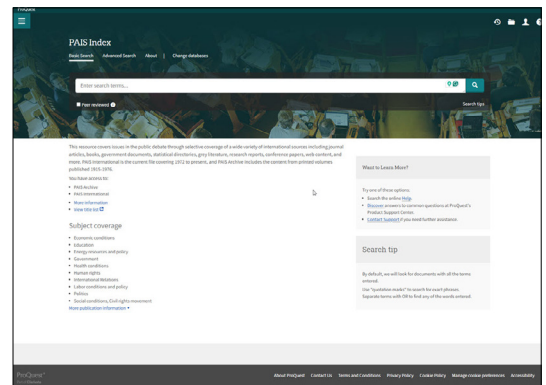 ProQuest
PAIS Index
Basic Search Advanced Search About | Change databases
Enter search terms...
Peer reviewed
Search tips
This resource covers issues in the public debate through selective coverage of a wide variety of international sources including journal
articles, books, government documents, statistical directories, grey literature, research reports, conference papers, web content, and
more. PAIS International is the current file covering 1972 to present, and PAIS Archive includes the content from printed volumes
published 1915-1976.
You have access to:
PAIS Archive
PAIS International
More information
View title list
Subject coverage
Economic conditions
Education
Energy resources and policy
Government
Health conditions
Human rights
International Relations
Labor conditions and policy
Politics
Social conditions, Civil rights movement
More publication information
Want to Learn More?
Try one of these options:
Search the online Help.
Discover answers to common questions at ProQuest's
Product Support Center.
Contact Support if you need further assistance.
Search tip
By default, we will look for documents with all the terms
entered.
Use "quotation marks" to search for exact phrases.
Separate terms with OR to find any of the words entered.
ProQuest
About ProQuest Contact Us Terms and Conditions Privacy Policy Cookie Policy Manage cookie preferences Accessibility